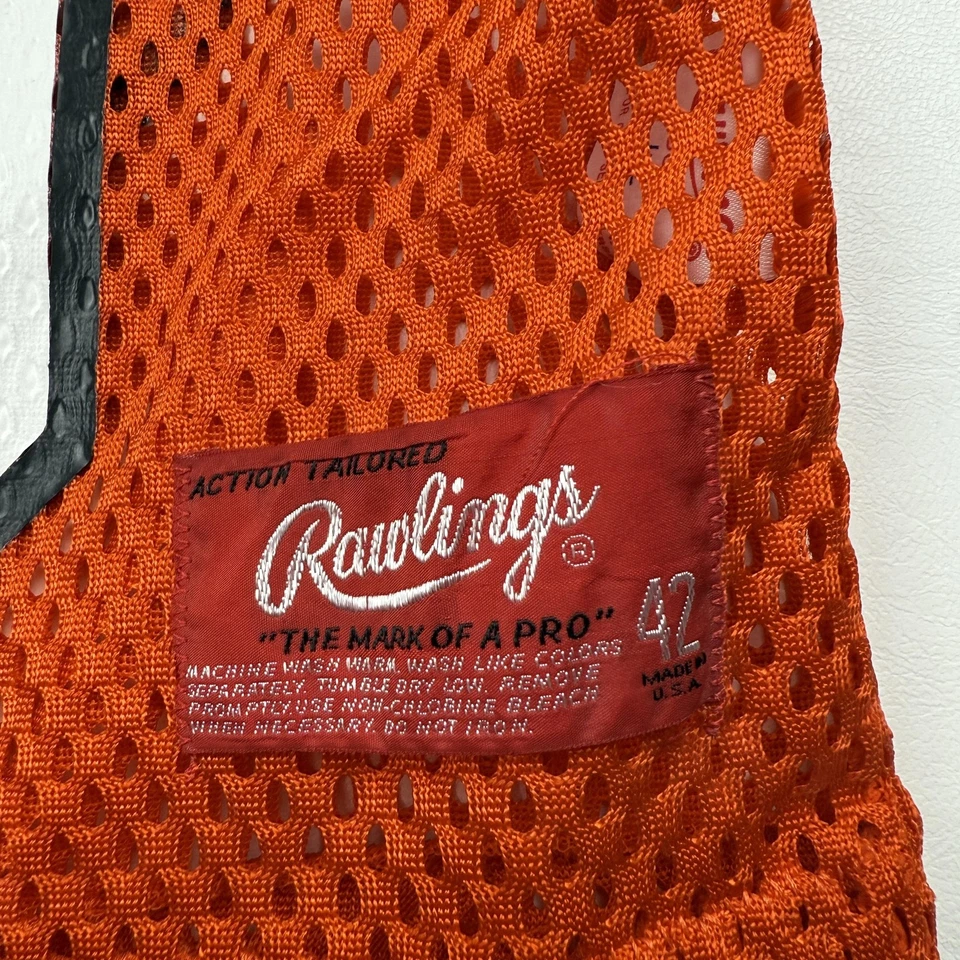 ACTION TAILORED
Rawlings ®
"THE MARK OF A PRO"
42
MADE IN
U.S.A.
MACHINE WASH WARM, WASH LIKE COLORS
SEPARATELY. TUMBLE DRY LOW. REMOVE
PROMPTLY. USE NON-CHLORINE BLEACH
WHEN NECESSARY. DO NOT IRON.